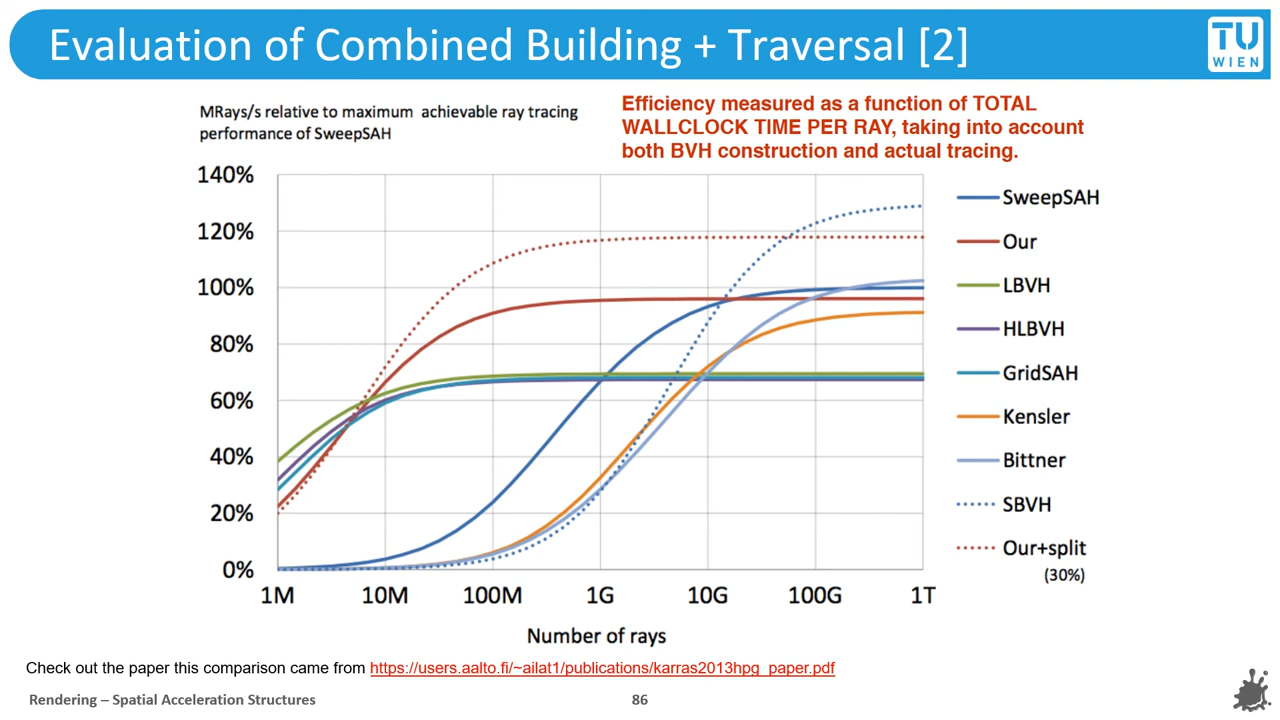 Evaluation of Combined Building + Traversal [2]
TU
WIEN
MRays/s relative to maximum achievable ray tracing
performance of SweepSAH
Efficiency measured as a function of TOTAL
WALLCLOCK TIME PER RAY, taking into account
both BVH construction and actual tracing.
140%
120%
100%
80%
60%
40%
20%
0%
1M 10M 100M 1G 10G 100G 1T
Number of rays
SweepSAH
Our
LBVH
HLBVH
GridSAH
Kensler
Bittner
SBVH
Our+split
(30%)
Check out the paper this comparison came from https://users.aalto.fi/~ailat1/publications/karras2013hpg_paper.pdf
Rendering – Spatial Acceleration Structures
86